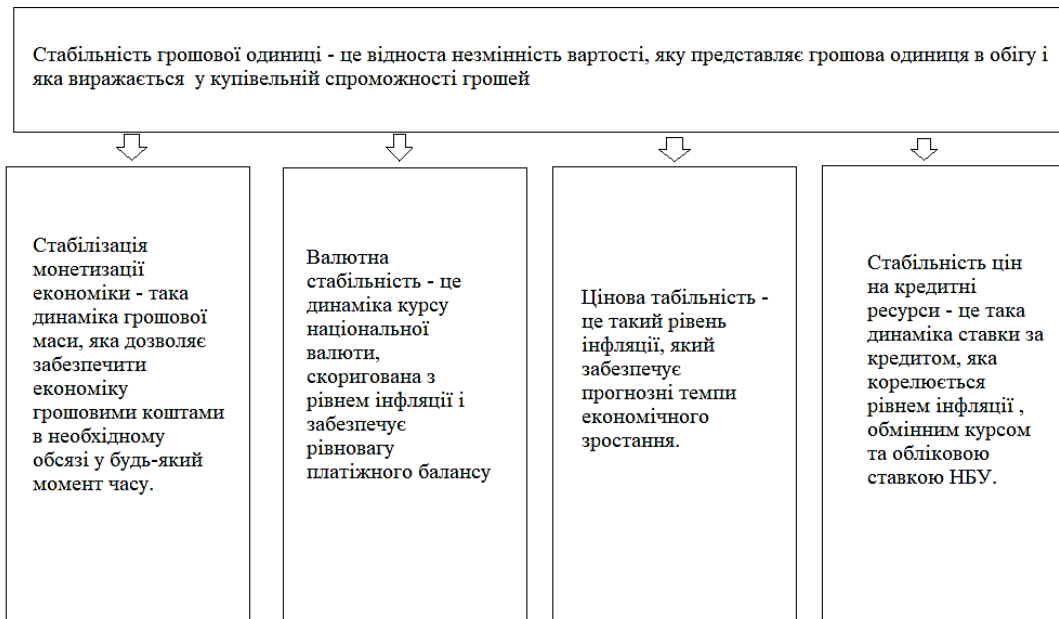 Стабільність грошової одиниці - це відноста незмінність вартості, яку представляє грошова одиниця в обігу і
яка виражається у купівельній спроможності грошей
Стабілізація
монетизації
економіки - така
динаміка грошової
маси, яка дозволяє
забезпечити
економіку
грошовими коштами
в необхідному
обсязі у будь-який
момент часу.
Валютна
стабільність - це
динаміка курсу
національної
валюти,
скоригована з
рівнем інфляції і
забезпечує
рівновагу
платіжного балансу
Цінова табільність -
це такий рівень
інфляції, який
забезпечує
прогнозні темпи
економічного
зростання.
Стабільність цін
на кредитні
ресурси - це така
динаміка ставки за
кредитом, яка
корелюється
рівнем інфляції ,
обмінним курсом
та обліковою
ставкою НБУ.